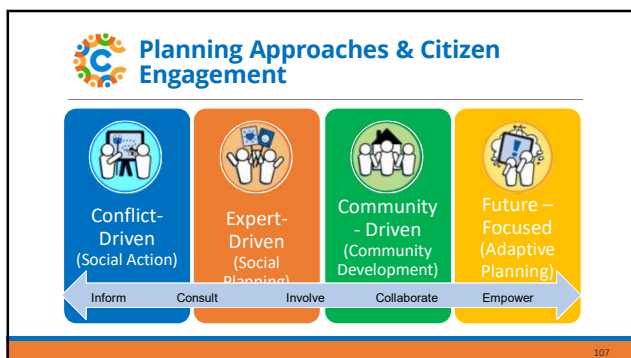 Planning Approaches & Citizen
Engagement
Conflict-
Driven
(Social Action)
Expert-
Driven
(Social
Planning)
Community
- Driven
(Community
Development)
Future –
Focused
(Adaptive
Planning)
Inform Consult Involve Collaborate Empower
107